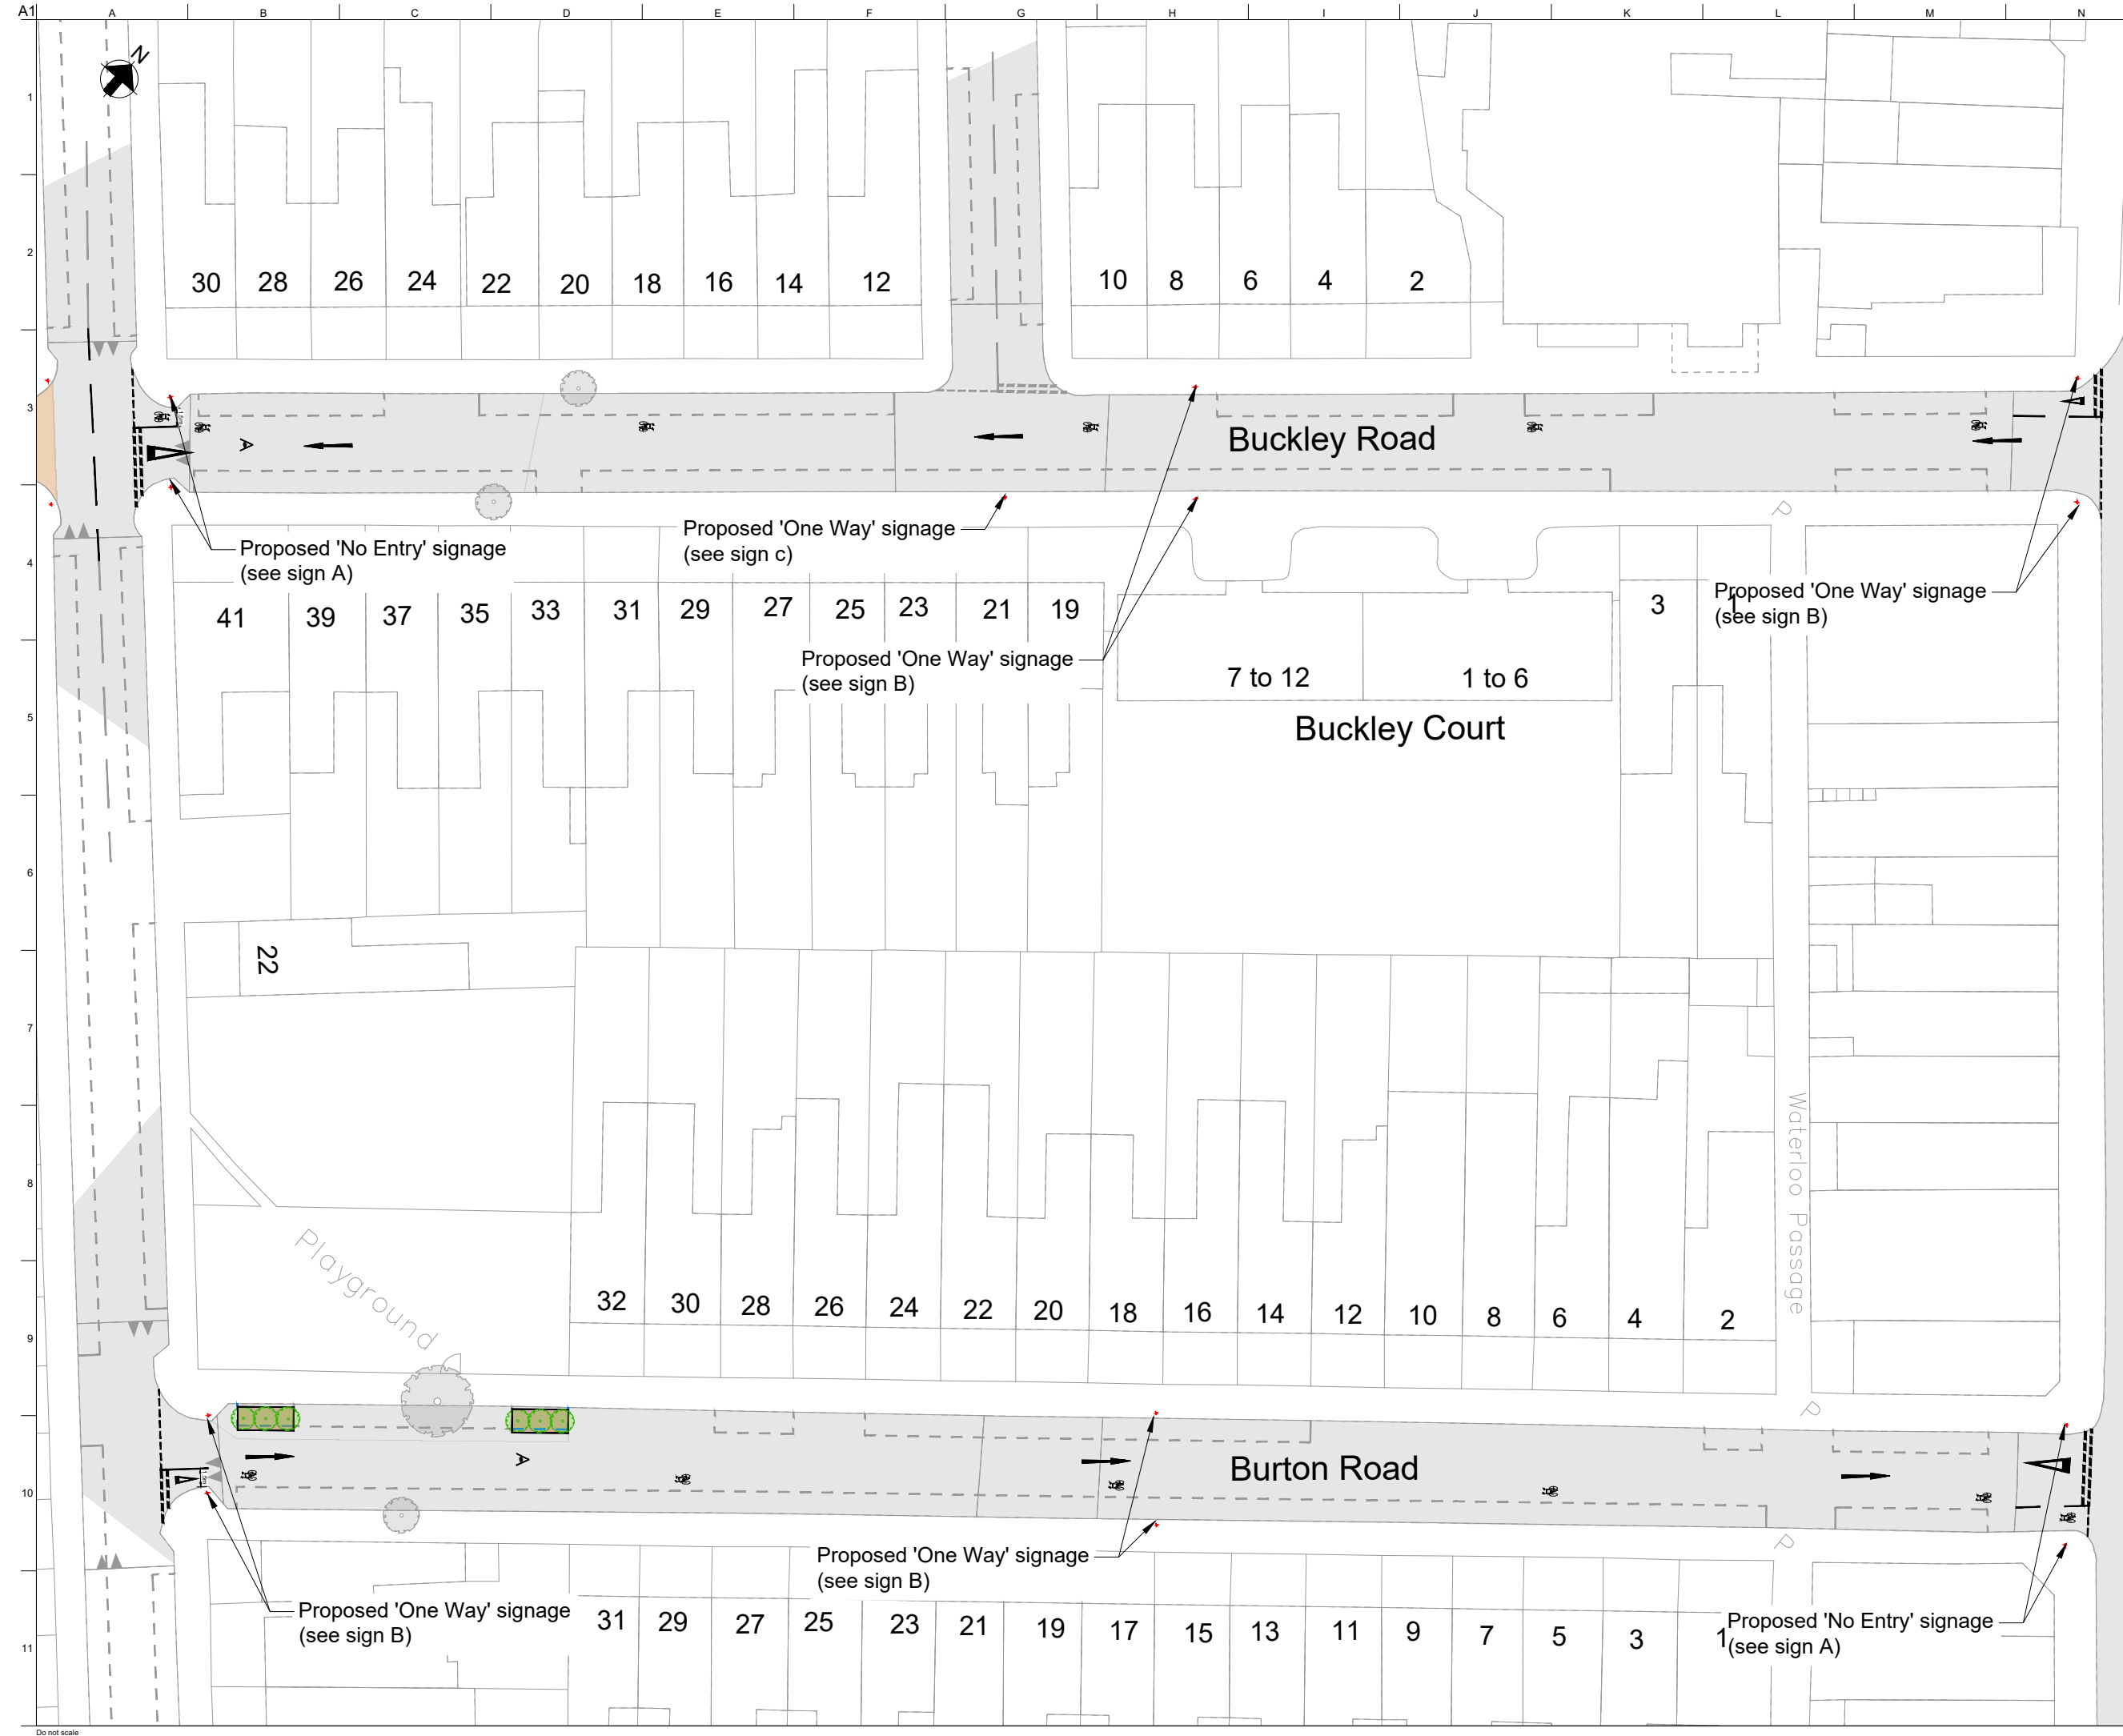 A1
A B C D E F G H I J K L M N
N
1
2
3
4
5
6
7
8
9
10
11
30 28 26 24 22 20 18 16 14 12 10 8 6 4 2
A
Buckley Road
P
Proposed 'One Way' signage
(see sign c)
Proposed 'No Entry' signage
(see sign A)
Proposed 'One Way' signage
(see sign B)
41 39 37 35 33 31 29 27 25 23 21 19
3 1
Proposed 'One Way' signage
(see sign B)
7 to 12 1 to 6
Buckley Court
22
Waterloo Passage
Playground
32 30 28 26 24 22 20 18 16 14 12 10 8 6 4 2
P
A
Burton Road
P
Proposed 'One Way' signage
(see sign B)
Proposed 'One Way' signage
(see sign B)
31 29 27 25 23 21 19 17 15 13 11 9 7 5 3 1
Proposed 'No Entry' signage
(see sign A)
Do not scale